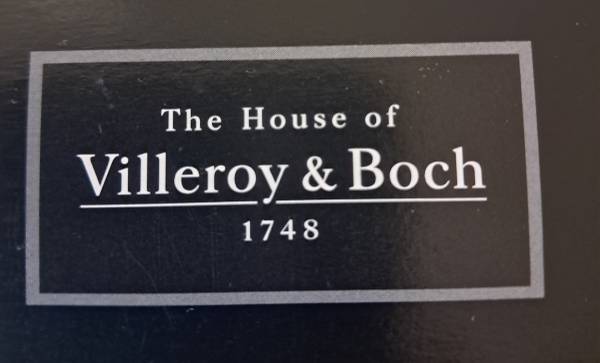 The House of
Villeroy & Boch
1748